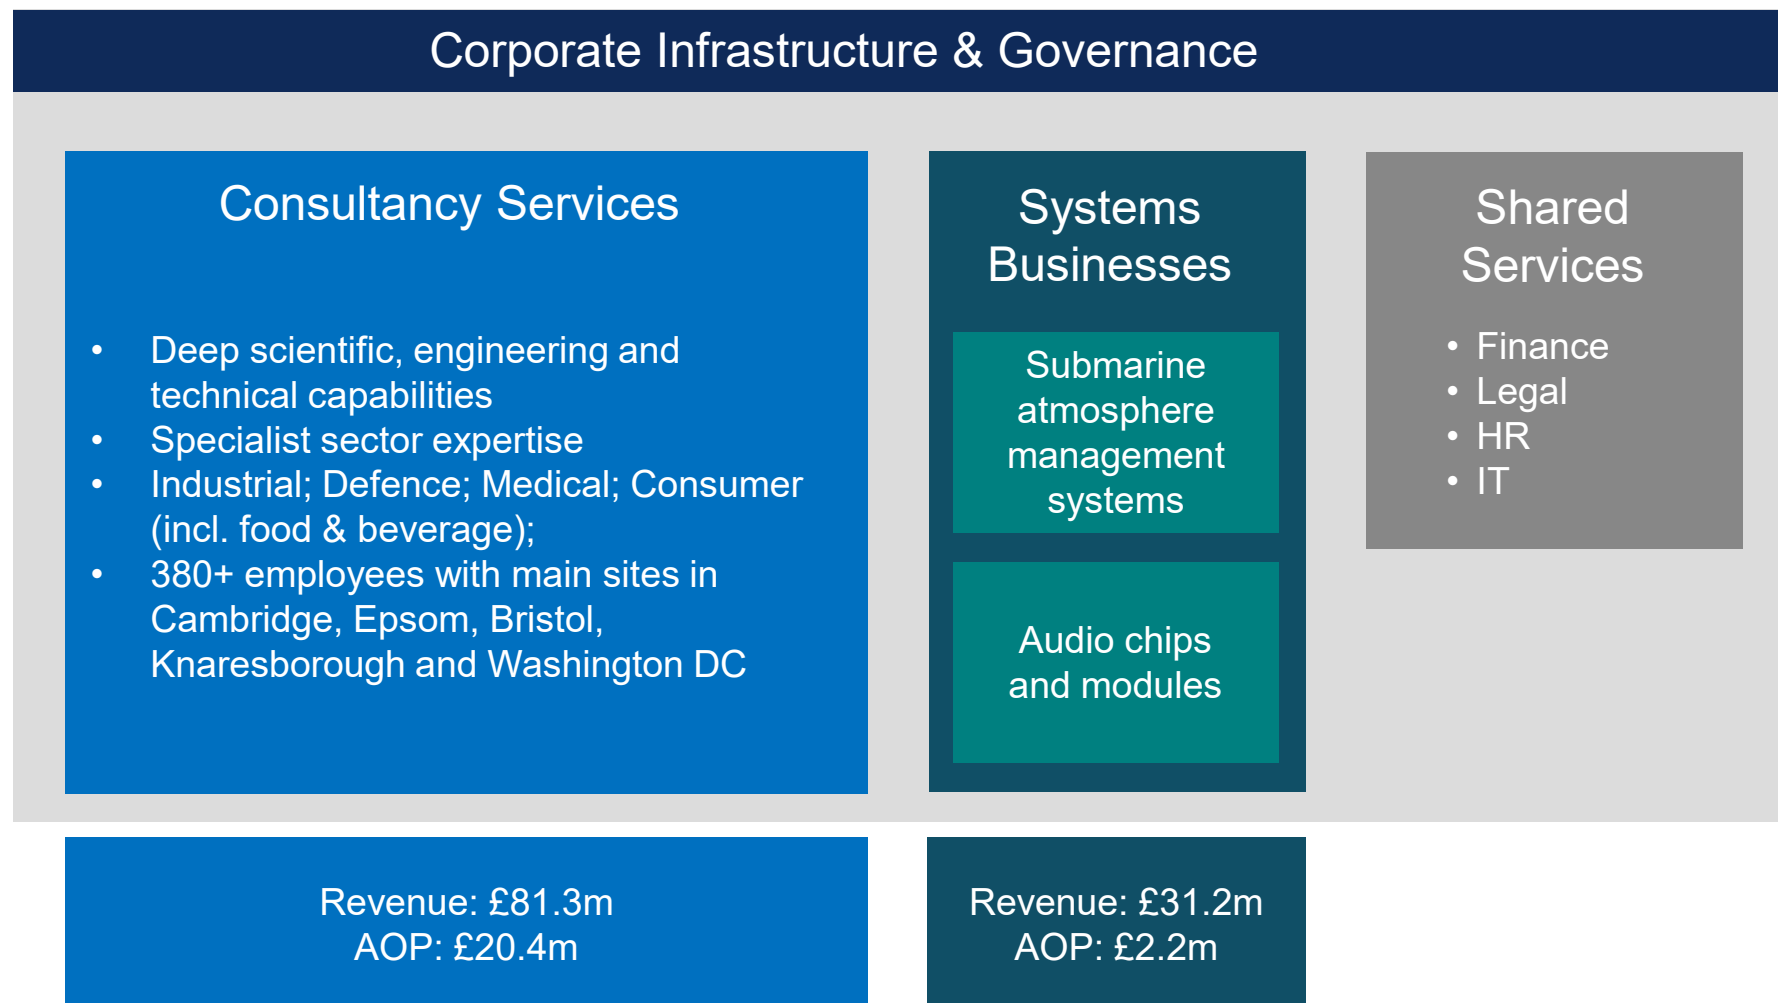 Corporate Infrastructure & Governance
Consultancy Services
• Deep scientific, engineering and
technical capabilities
• Specialist sector expertise
• Industrial; Defence; Medical; Consumer
(incl. food & beverage);
• 380+ employees with main sites in
Cambridge, Epsom, Bristol,
Knaresborough and Washington DC
Revenue: £81.3m
AOP: £20.4m
Systems
Businesses
Submarine
atmosphere
management
systems
Audio chips
and modules
Revenue: £31.2m
AOP: £2.2m
Shared
Services
• Finance
• Legal
• HR
• IT